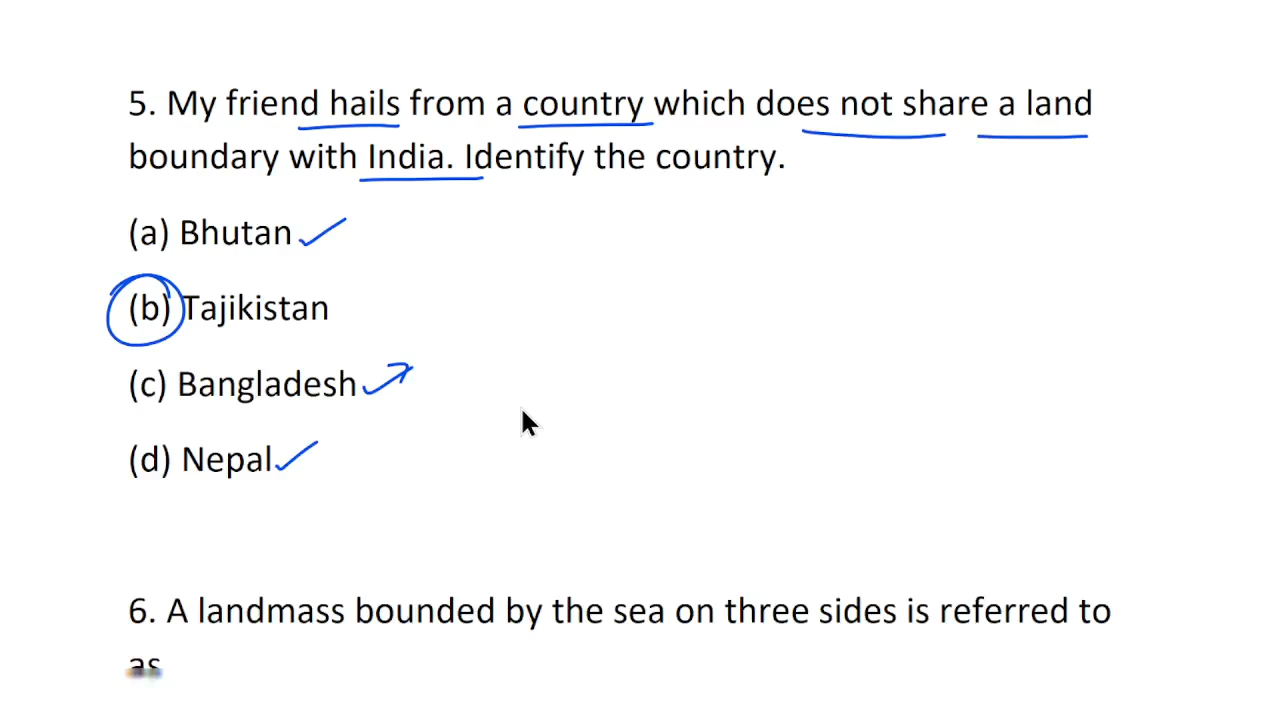 5. My friend hails from a country which does not share a land
boundary with India. Identify the country.
(a) Bhutan
(b) Tajikistan
(c) Bangladesh
(d) Nepal
6. A landmass bounded by the sea on three sides is referred to
as